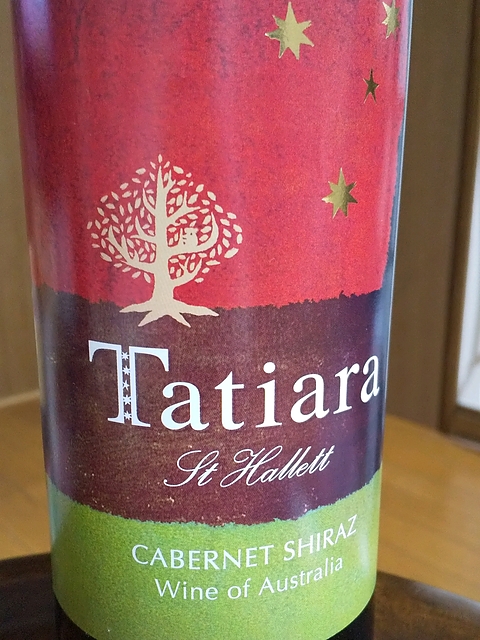 Tatiara
St Hallett
CABERNET SHIRAZ
Wine of Australia